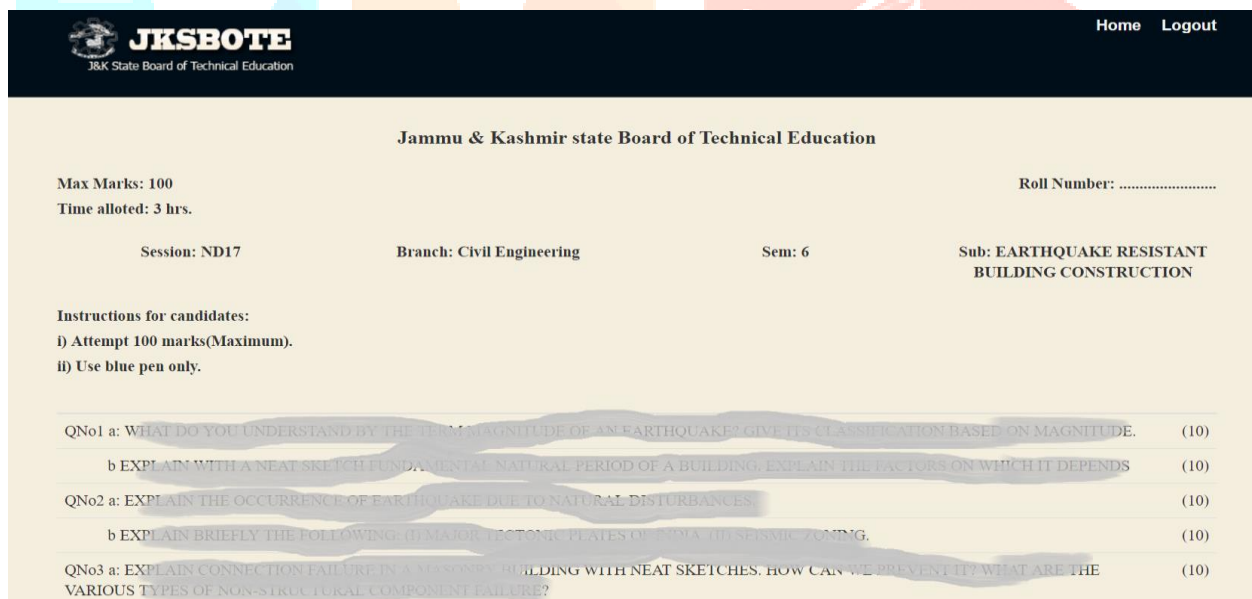 JKSBOTE
J&K State Board of Technical Education
Home Logout
Jammu & Kashmir state Board of Technical Education
Max Marks: 100
Roll Number: ........................
Time alloted: 3 hrs.
Session: ND17 Branch: Civil Engineering Sem: 6 Sub: EARTHQUAKE RESISTANT
BUILDING CONSTRUCTION
Instructions for candidates:
i) Attempt 100 marks(Maximum).
ii) Use blue pen only.
QNo1 a: WHAT DO YOU UNDERSTAND BY THE TERM MAGNITUDE OF AN EARTHQUAKE? GIVE ITS CLASSIFICATION BASED ON MAGNITUDE. (10)
b EXPLAIN WITH A NEAT SKETCH FUNDAMENTAL NATURAL PERIOD OF A BUILDING. EXPLAIN THE FACTORS ON WHICH IT DEPENDS (10)
QNo2 a: EXPLAIN THE OCCURRENCE OF EARTHQUAKE DUE TO NATURAL DISTURBANCES. (10)
b EXPLAIN BRIEFLY THE FOLLOWING: (I) MAJOR TECTONIC PLATES OF INDIA. (II) SEISMIC ZONING. (10)
QNo3 a: EXPLAIN CONNECTION FAILURE IN A MASONRY BUILDING WITH NEAT SKETCHES. HOW CAN WE PREVENT IT? WHAT ARE THE (10)
VARIOUS TYPES OF NON-STRUCTURAL COMPONENT FAILURE?